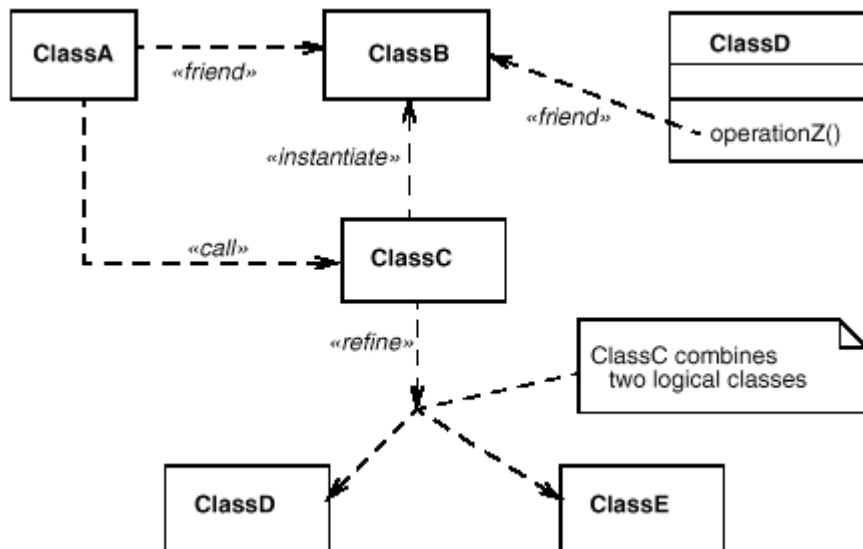 ClassA
ClassB
ClassD
«friend»
«friend»
operationZ()
«instantiate»
«call»
ClassC
«refine»
ClassC combines
two logical classes
ClassD
ClassE